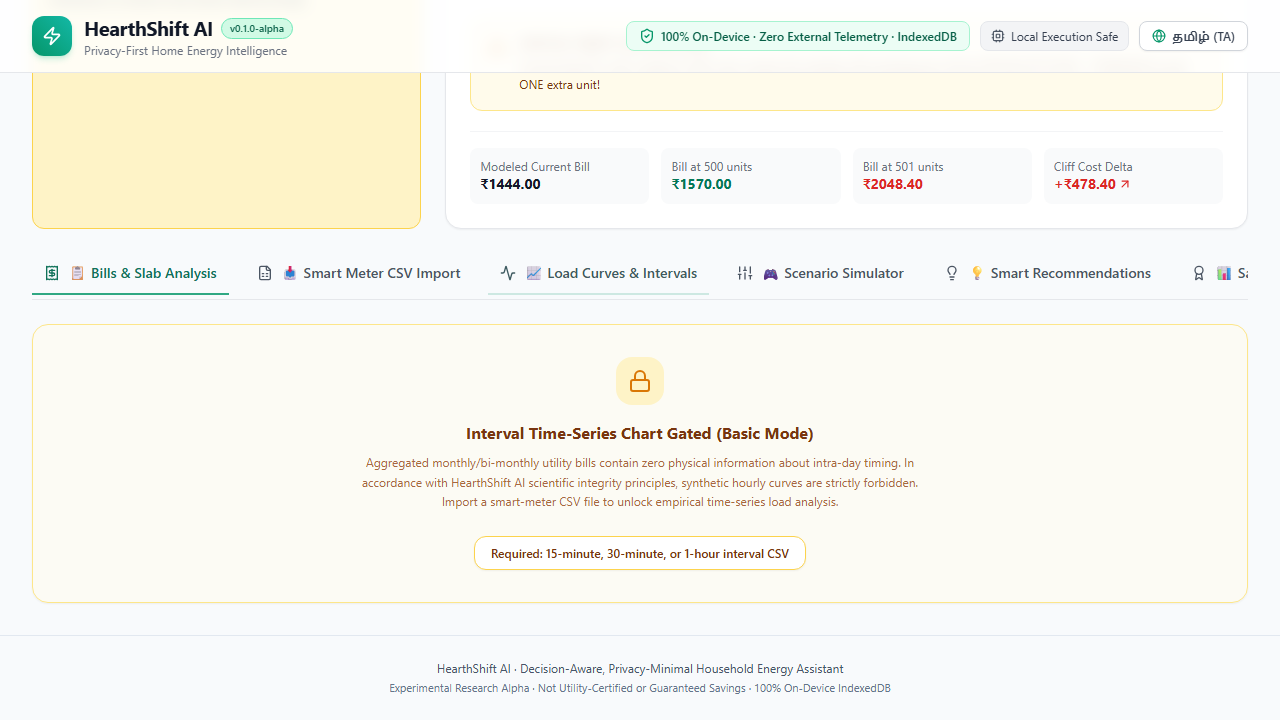 HearthShift AI v0.1.0-alpha
Privacy-First Home Energy Intelligence
100% On-Device · Zero External Telemetry · IndexedDB
Local Execution Safe
தமிழ் (TA)
ONE extra unit!
Modeled Current Bill
₹1444.00
Bill at 500 units
₹1570.00
Bill at 501 units
₹2048.40
Cliff Cost Delta
+₹478.40
Bills & Slab Analysis
Smart Meter CSV Import
Load Curves & Intervals
Scenario Simulator
Smart Recommendations
Interval Time-Series Chart Gated (Basic Mode)
Aggregated monthly/bi-monthly utility bills contain zero physical information about intra-day timing. In
accordance with HearthShift AI scientific integrity principles, synthetic hourly curves are strictly forbidden.
Import a smart-meter CSV file to unlock empirical time-series load analysis.
Required: 15-minute, 30-minute, or 1-hour interval CSV
HearthShift AI · Decision-Aware, Privacy-Minimal Household Energy Assistant
Experimental Research Alpha · Not Utility-Certified or Guaranteed Savings · 100% On-Device IndexedDB